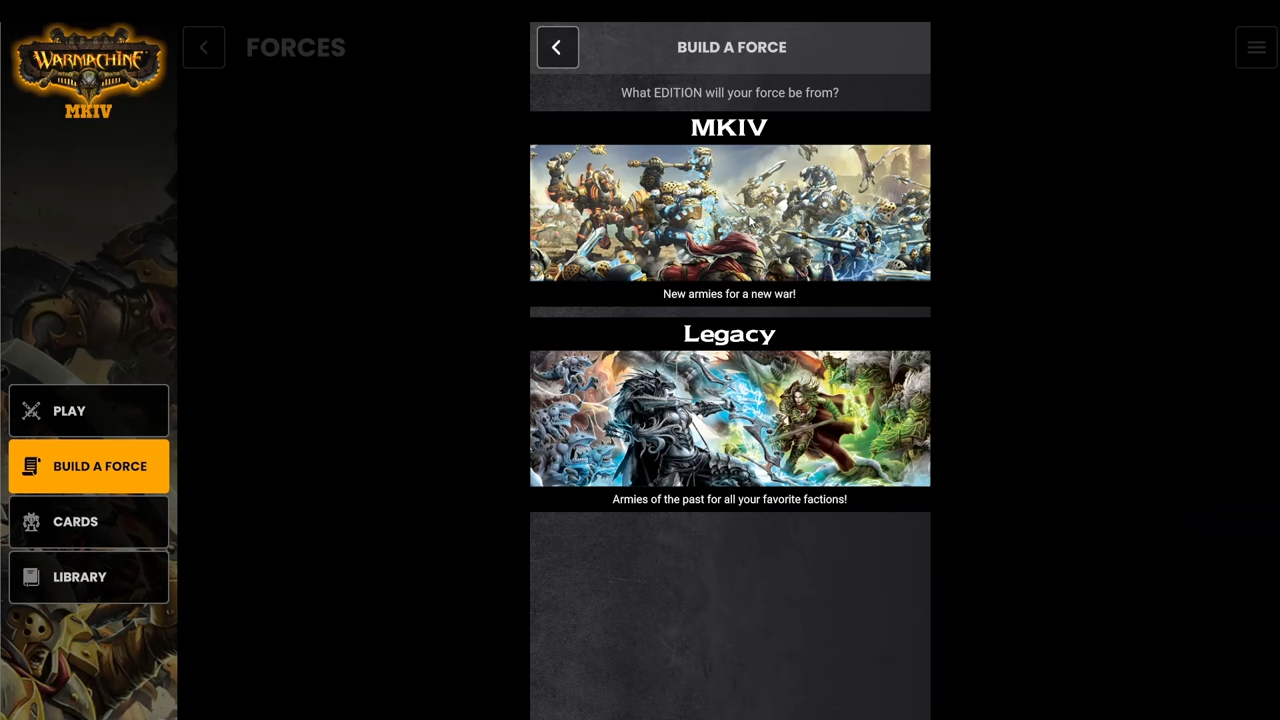 WARMACHINE
MKIV
PLAY
BUILD A FORCE
CARDS
LIBRARY
FORCES
BUILD A FORCE
What EDITION will your force be from?
MKIV
New armies for a new war!
Legacy
Armies of the past for all your favorite factions!